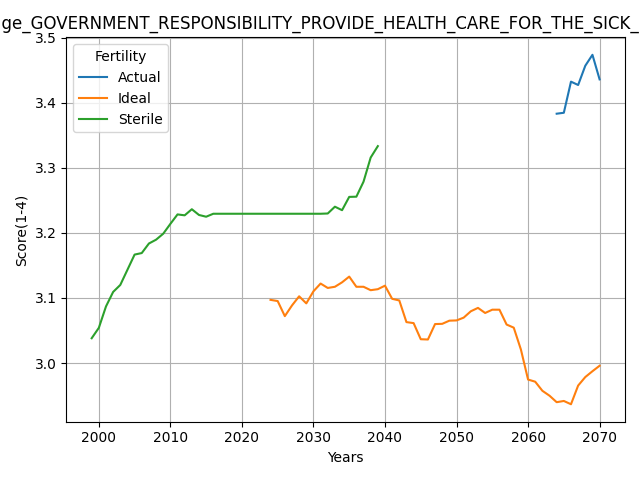 ge_GOVERNMENT_RESPONSIBILITY_PROVIDE_HEALTH_CARE_FOR_THE_SICK_
3.5
3.4
3.3
3.2
3.1
3.0
Score(1-4)
Fertility
Actual
Ideal
Sterile
2000 2010 2020 2030 2040 2050 2060 2070
Years